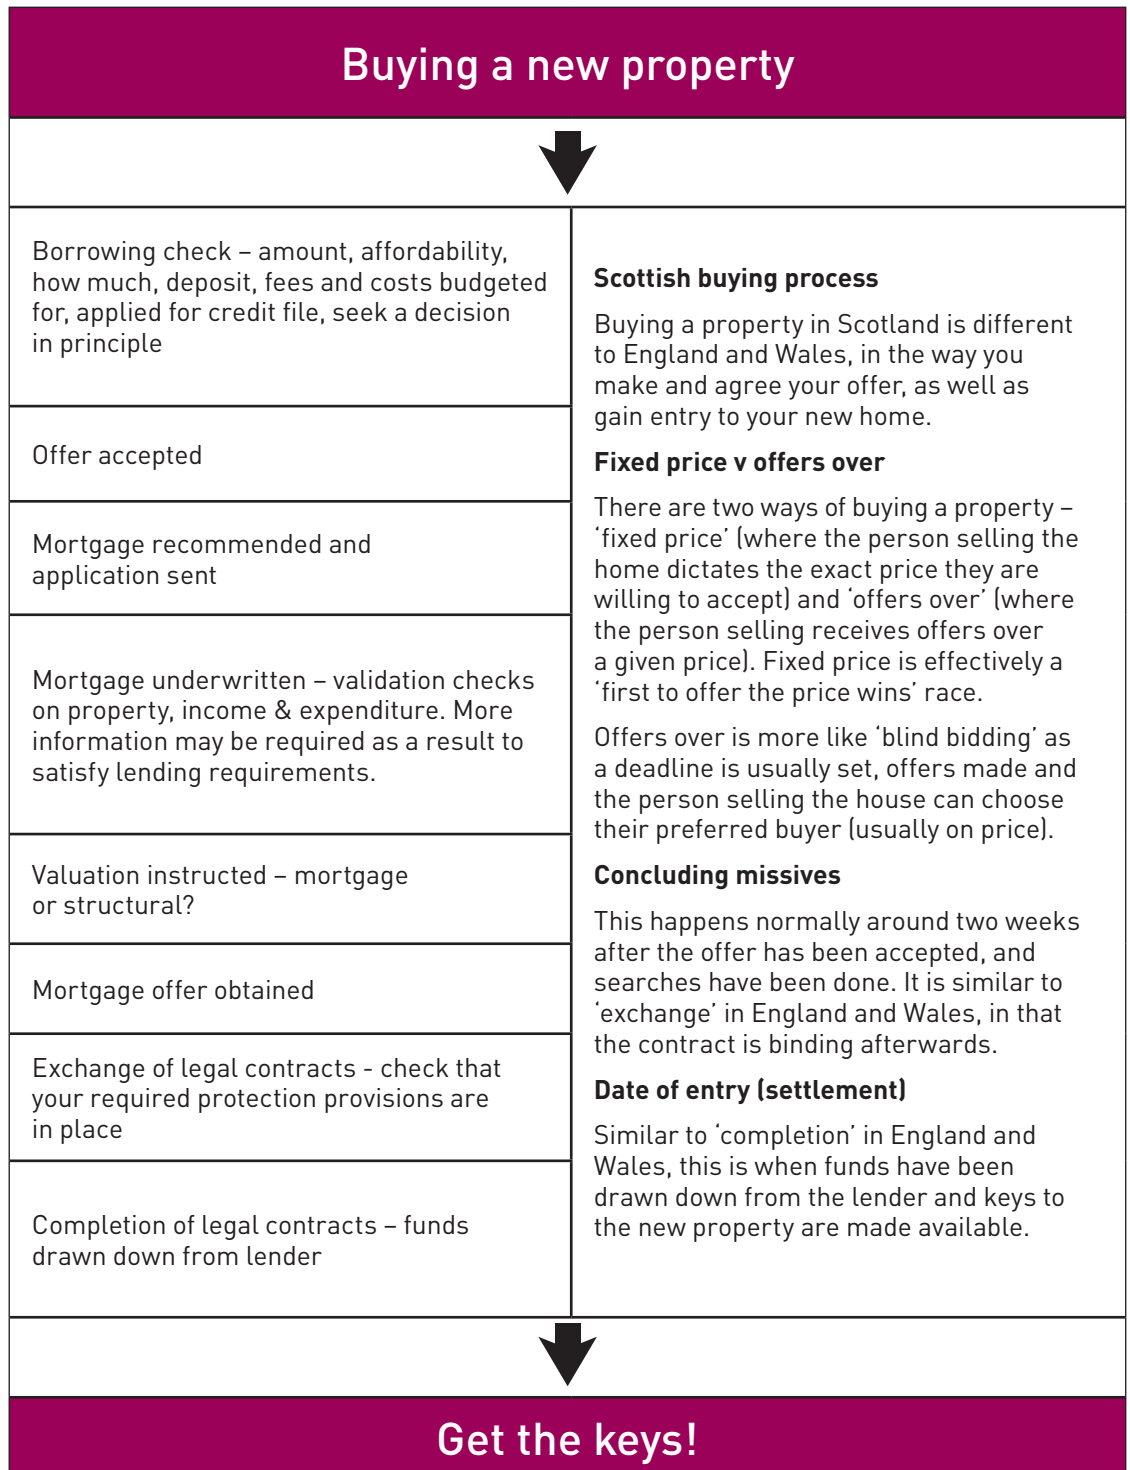 Buying a new property
Borrowing check – amount, affordability,
how much, deposit, fees and costs budgeted
for, applied for credit file, seek a decision
in principle
Offer accepted
Mortgage recommended and
application sent
Mortgage underwritten – validation checks
on property, income & expenditure. More
information may be required as a result to
satisfy lending requirements.
Valuation instructed – mortgage
or structural?
Mortgage offer obtained
Exchange of legal contracts - check that
your required protection provisions are
in place
Completion of legal contracts – funds
drawn down from lender
Scottish buying process
Buying a property in Scotland is different
to England and Wales, in the way you
make and agree your offer, as well as
gain entry to your new home.
Fixed price v offers over
There are two ways of buying a property –
‘fixed price’ (where the person selling the
home dictates the exact price they are
willing to accept) and ‘offers over’ (where
the person selling receives offers over
a given price). Fixed price is effectively a
‘first to offer the price wins’ race.
Offers over is more like ‘blind bidding’ as
a deadline is usually set, offers made and
the person selling the house can choose
their preferred buyer (usually on price).
Concluding missives
This happens normally around two weeks
after the offer has been accepted, and
searches have been done. It is similar to
‘exchange’ in England and Wales, in that
the contract is binding afterwards.
Date of entry (settlement)
Similar to ‘completion’ in England and
Wales, this is when funds have been
drawn down from the lender and keys to
the new property are made available.
Get the keys!